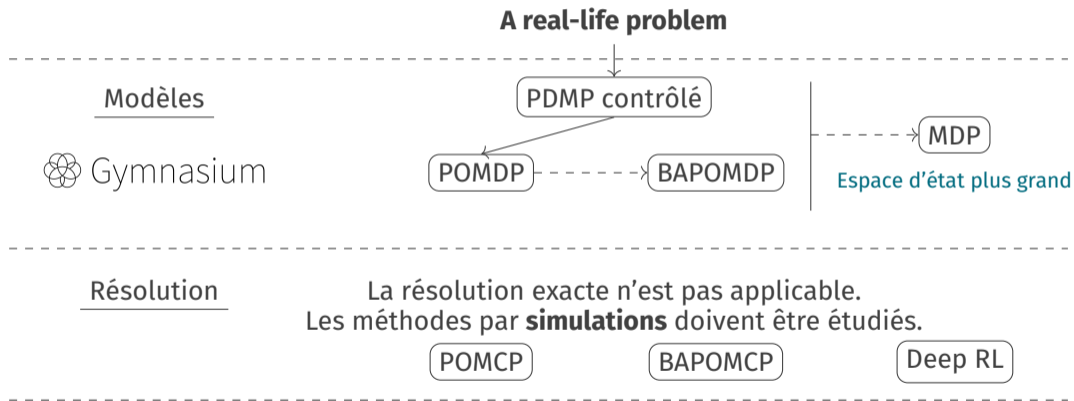 A real-life problem
Modèles
PDMP contrôlé
MDP
Gymnasium
POMDP
BAPOMDP
Espace d'état plus grand
Résolution
La résolution exacte n'est pas applicable.
Les méthodes par simulations doivent être étudiés.
POMCP
BAPOMCP
Deep RL